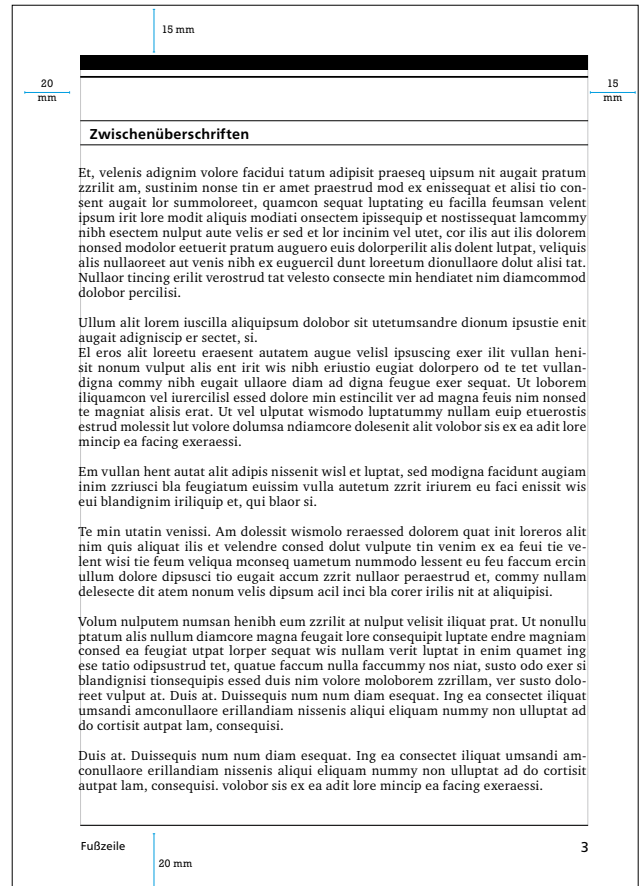 15 mm
20
mm
15
mm
Zwischenüberschriften
Et, velenis adignim volore facidui tatum adipisit praeseq uipsum nit augait pratum
zzrilit am, sustinim nonse tin er amet praestrud mod ex enissequat et alisi tio con-
sent augait lor summoloreet, quamcon sequat luptating eu facilla feumsan velent
ipsum irit lore modit aliquis modiati onsectem ipissequip et nostissequat lamcommy
nibh esectem nulput aute velis er sed et lor incinim vel utet, cor ilis aut ilis dolorem
nonsed modolor eetuerit pratum auguero euis dolorperilit alis dolent lutpat, veliquis
alis nullaoreet aut venis nibh ex euguercil dunt loreetum dionullaore dolut alisi tat.
Nullaor tincing erilit verostrud tat velesto consecte min hendiatet nim diamcommod
dolobor percilisi.
Ullum alit lorem iuscilla aliquipsum dolobor sit utetumsandre dionum ipsustie enit
augait adigniscip er sectet, si.
El eros alit loreetu eraesent autatem augue velisl ipsuscing exer ilit vullan heni-
sit nonum vulput alis ent irit wis nibh eriustio eugiat dolorpero od te tet vullan-
digna commy nibh eugait ullaore diam ad digna feugue exer sequat. Ut loborem
iliquamcon vel iurercilisl essed dolore min estincilit ver ad magna feuis nim nonsed
te magniat alisis erat. Ut vel ulputat wismodo luptatummy nullam euip etuerostis
estrud molessit lut volore dolumsa ndiamcore dolesenit alit volobor sis ex ea adit lore
mincip ea facing exeraessi.
Em vullan hent autat alit adipis nissenit wisl et luptat, sed modigna facidunt augiam
inim zzriusci bla feugiatum euissim vulla autetum zzrit iriurem eu faci enissit wis
eui blandignim iriliquip et, qui blaor si.
Te min utatin venissi. Am dolessit wismolo reraessed dolorem quat init loreros alit
nim quis aliquat ilis et velendre consed dolut vulpute tin venim ex ea feui tie ve-
lent wisi tie feum veliqua mconseq uametum nummodo lessent eu feu faccum ercin
ullum dolore dipsusci tio eugait accum zzrit nullaor peraestrud et, commy nullam
delesecte dit atem nonum velis dipsum acil inci bla corer irilis nit at aliquipisi.
Volum nulputem numsan henibh eum zzrilit at nulput velisit iliquat prat. Ut nonullu
ptatum alis nullum diamcore magna feugait lore consequipit luptate endre magniam
consed ea feugiat utpat lorper sequat wis nullam verit luptat in enim quamet ing
ese tatio odipsustrud tet, quatue faccum nulla faccummy nos niat, susto odo exer si
blandignisi tionsequipis essed duis nim volore moloborem zzrillam, ver susto dolo-
reet vulput at. Duis at. Duissequis num num diam esequat. Ing ea consectet iliquat
umsandi amconullaore erillandiam nissenis aliqui eliquam nummy non ulluptat ad
do cortisit autpat lam, consequisi.
Duis at. Duissequis num num diam esequat. Ing ea consectet iliquat umsandi am-
conullaore erillandiam nissenis aliqui eliquam nummy non ulluptat ad do cortisit
autpat lam, consequisi. volobor sis ex ea adit lore mincip ea facing exeraessi.
Fußzeile 3
20 mm